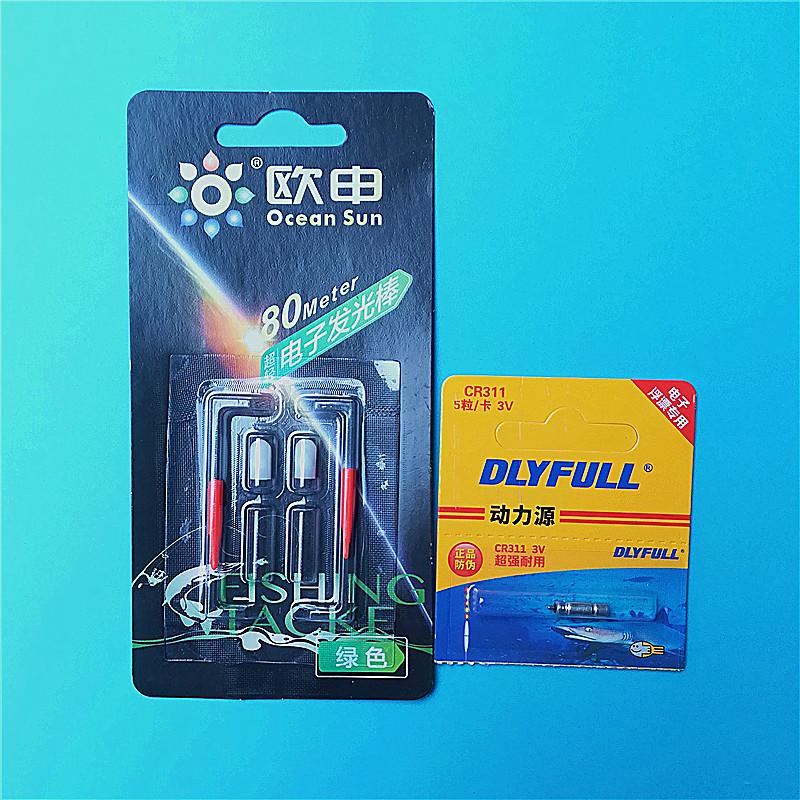 ®
欧申
Ocean Sun
80Meter
电子发光棒
FISHING
TACKE
绿色
CR311
5粒/卡 3V
电子
浮漂专用
DLYFULL®
动力源
正品
防伪
CR311 3V
超强耐用
DLYFULL®